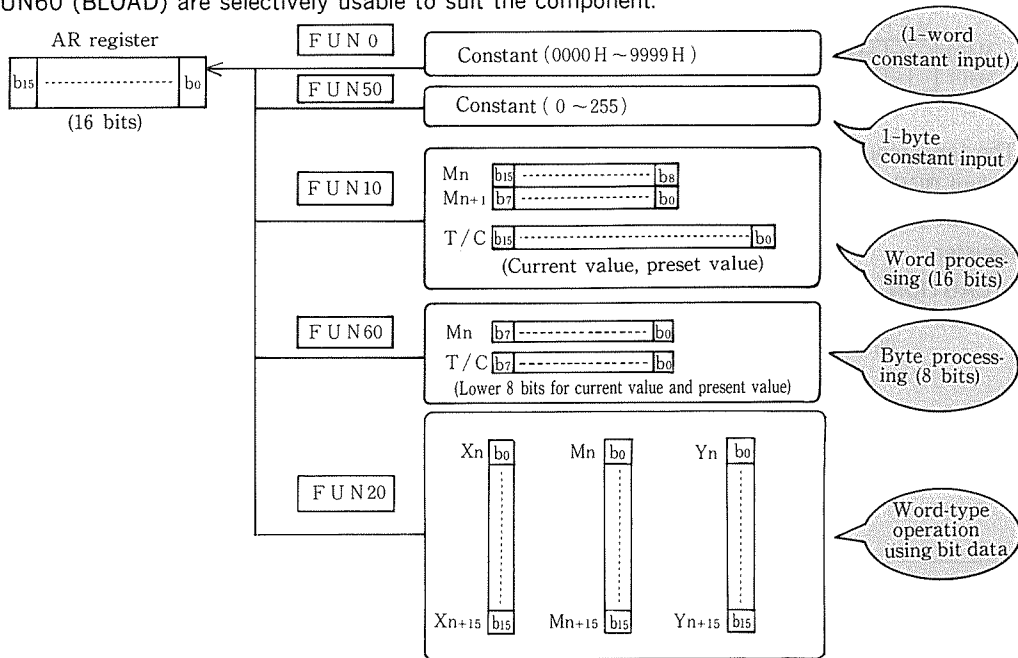 UN60 (BLOAD) are selectively usable to suit the component.
AR register
b15 b0
(16 bits)
FUN 0
Constant (0000H~9999H)
(1-word
constant input)
FUN50
Constant (0~255)
1-byte
constant input
FUN10
Mn b15 b8
Mn+1 b7 b0
T/C b15 b0
(Current value, preset value)
Word proces-
sing (16 bits)
FUN60
Mn b7 b0
T/C b7 b0
(Lower 8 bits for current value and present value)
Byte process-
ing (8 bits)
FUN20
Xn b0 Mn b0 Yn b0
Xn+15 b15 Mn+15 b15 Yn+15 b15
Word-type
operation
using bit data